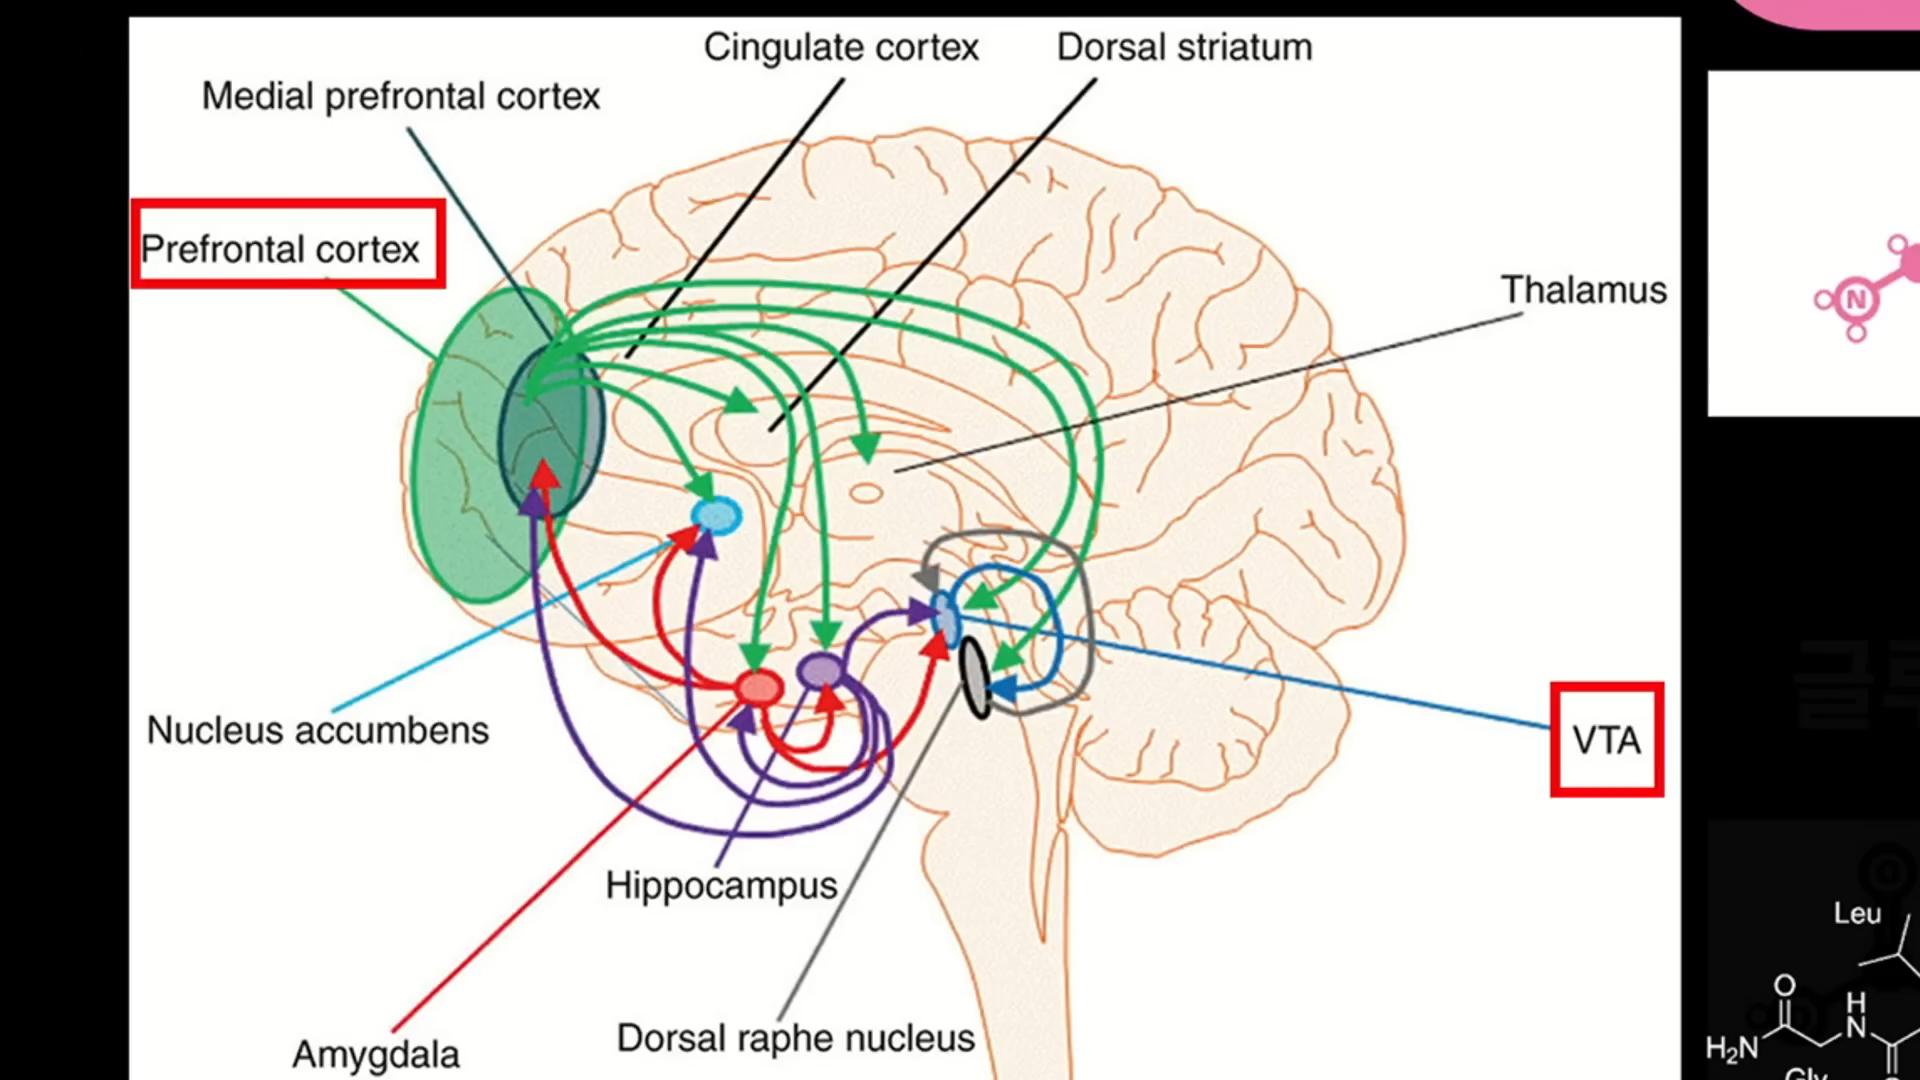 Cingulate cortex
Dorsal striatum
Medial prefrontal cortex
Prefrontal cortex
Thalamus
N
Nucleus accumbens
VTA
Hippocampus
Leu
O
H
N
H₂N
Dorsal raphe nucleus
Amygdala